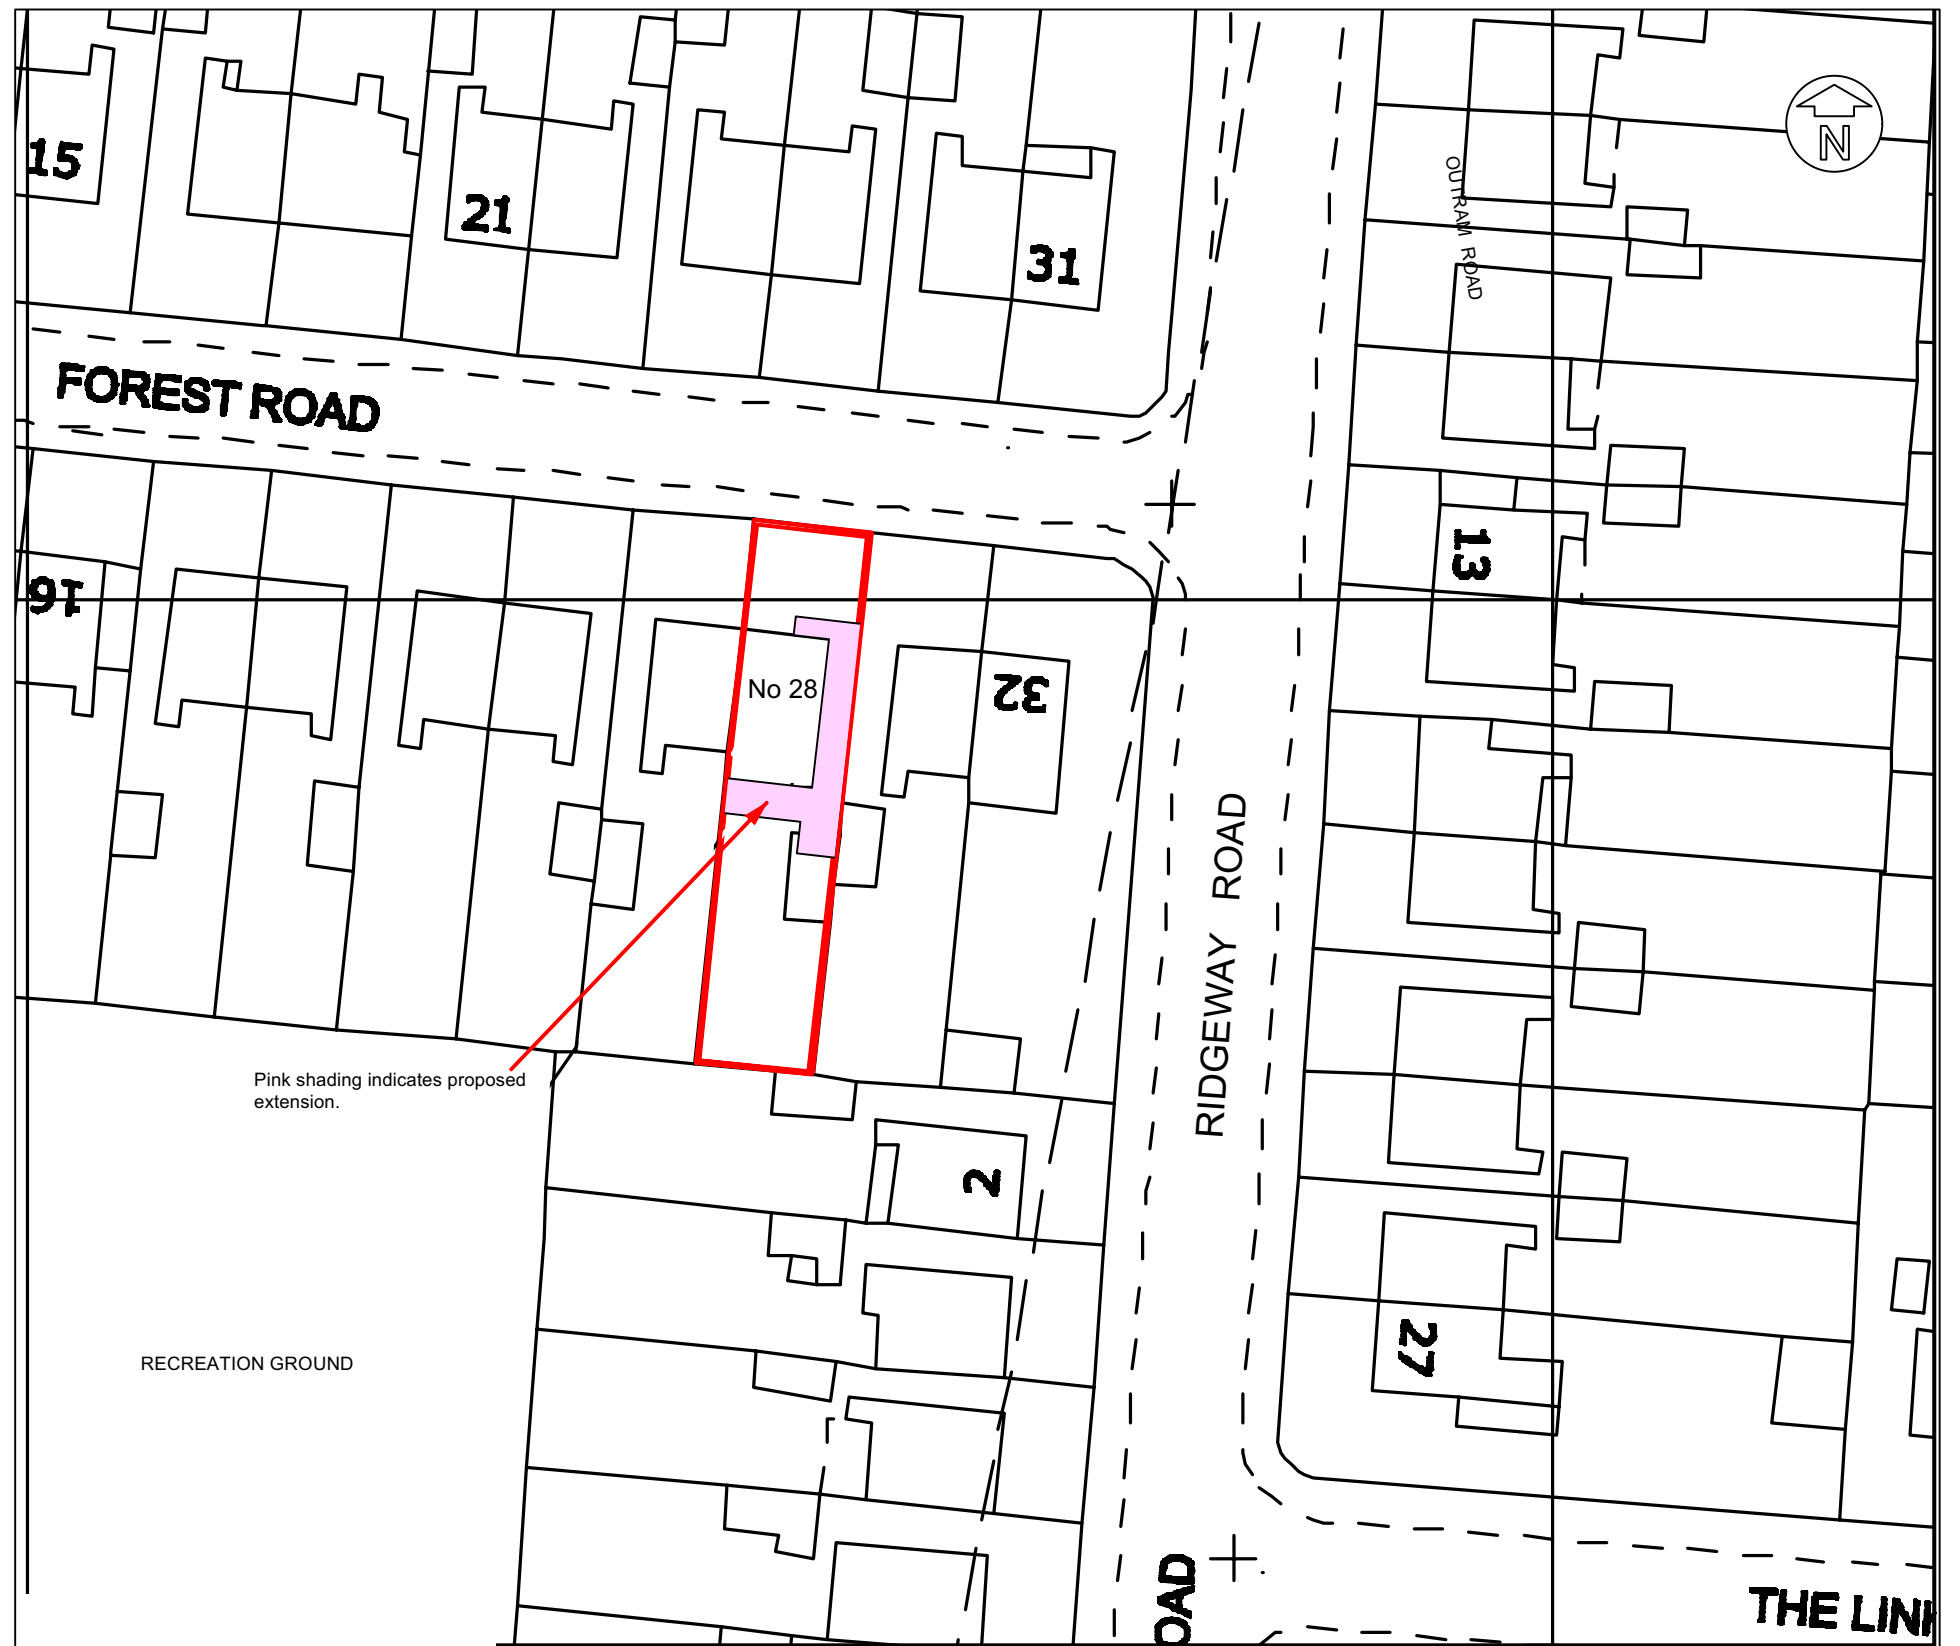 N
15
21
31
OUTRAM ROAD
FOREST ROAD
16
13
No 28
32
RIDGEWAY ROAD
Pink shading indicates proposed
extension.
2
27
RECREATION GROUND
OAD
THE LINK